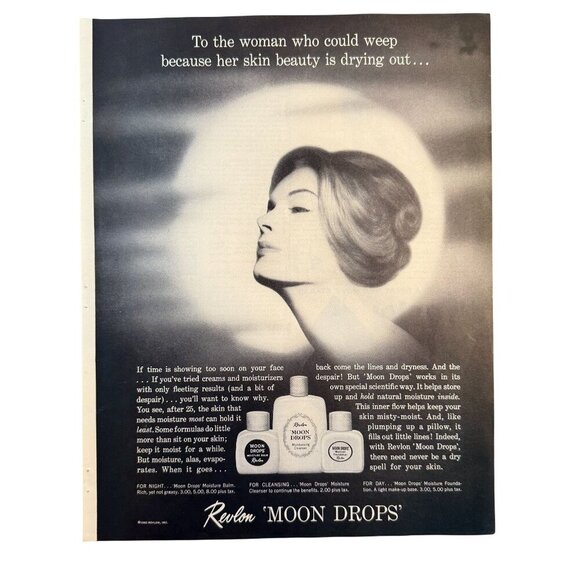 To the woman who could weep
because her skin beauty is drying out...
If time is showing too soon on your face
... If you've tried creams and moisturizers
with only fleeting results (and a bit of
despair) ... you'll want to know why.
You see, after 25, the skin that
needs moisture most can hold it
least. Some formulas do little
more than sit on your skin;
keep it moist for a while.
But moisture, alas, evapo-
rates. When it goes...
back come the lines and dryness. And the
despair! But 'Moon Drops' works in its
own special scientific way. It helps store
up and hold natural moisture inside.
This inner flow helps keep your
skin misty-moist. And, like
plumping up a pillow, it
fills out little lines! Indeed,
with Revlon 'Moon Drops',
there need never be a dry
spell for your skin.
MOON
DROPS
MOISTURE BALM
Revlon
Revlon
'MOON
DROPS'
Moisturizing
Cleanser
MOON DROPS
Revlon
FOR NIGHT... 'Moon Drops' Moisture Balm.
Rich, yet not greasy. 3.00, 5.00, 8.00 plus tax.
FOR CLEANSING... 'Moon Drops' Moisture
Cleanser to continue the benefits. 2.00 plus tax.
FOR DAY... 'Moon Drops' Moisture Founda-
tion. A light make-up base. 3.00, 5.00 plus tax.
Revlon 'MOON DROPS'
REVLON, INC.